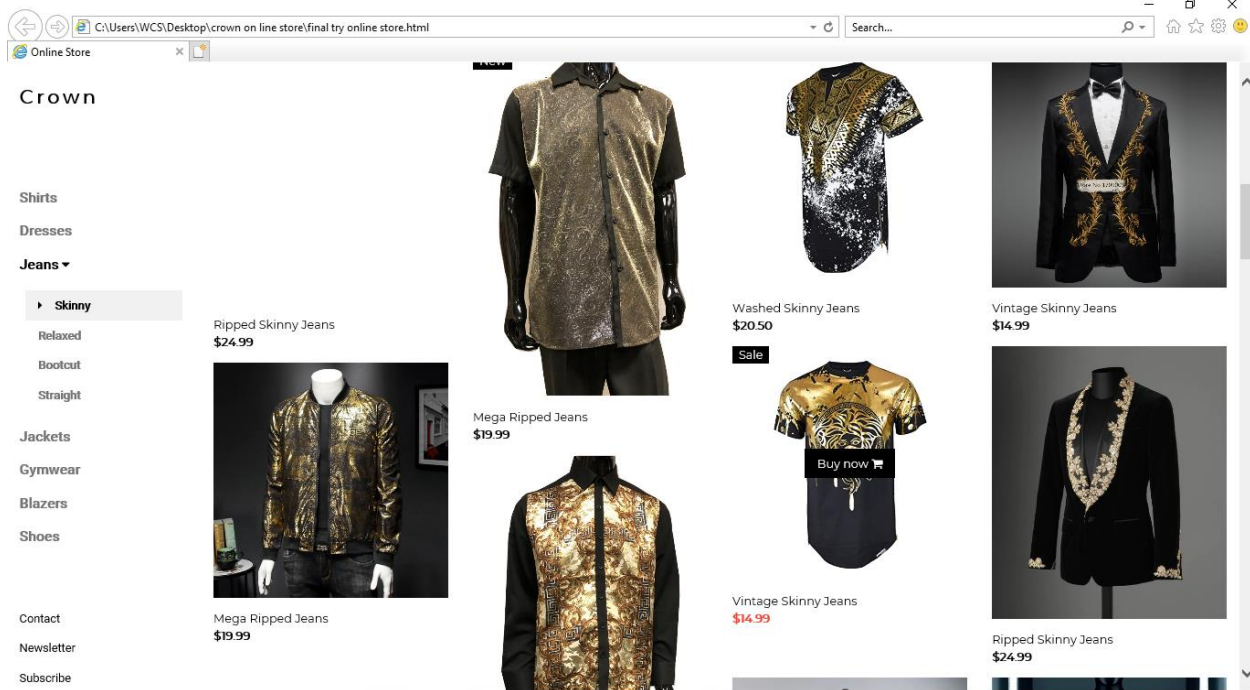 C:\Users\WCS\Desktop\crown on line store\final try online store.html
Search...
Online Store
Crown
Shirts
Dresses
Jeans
Skinny
Relaxed
Bootcut
Straight
Jackets
Gymwear
Blazers
Shoes
Contact
Newsletter
Subscribe
Ripped Skinny Jeans
$24.99
Mega Ripped Jeans
$19.99
New
Mega Ripped Jeans
$19.99
Washed Skinny Jeans
$20.50
Sale
Buy now
Vintage Skinny Jeans
$14.99
Vintage Skinny Jeans
$14.99
Ripped Skinny Jeans
$24.99